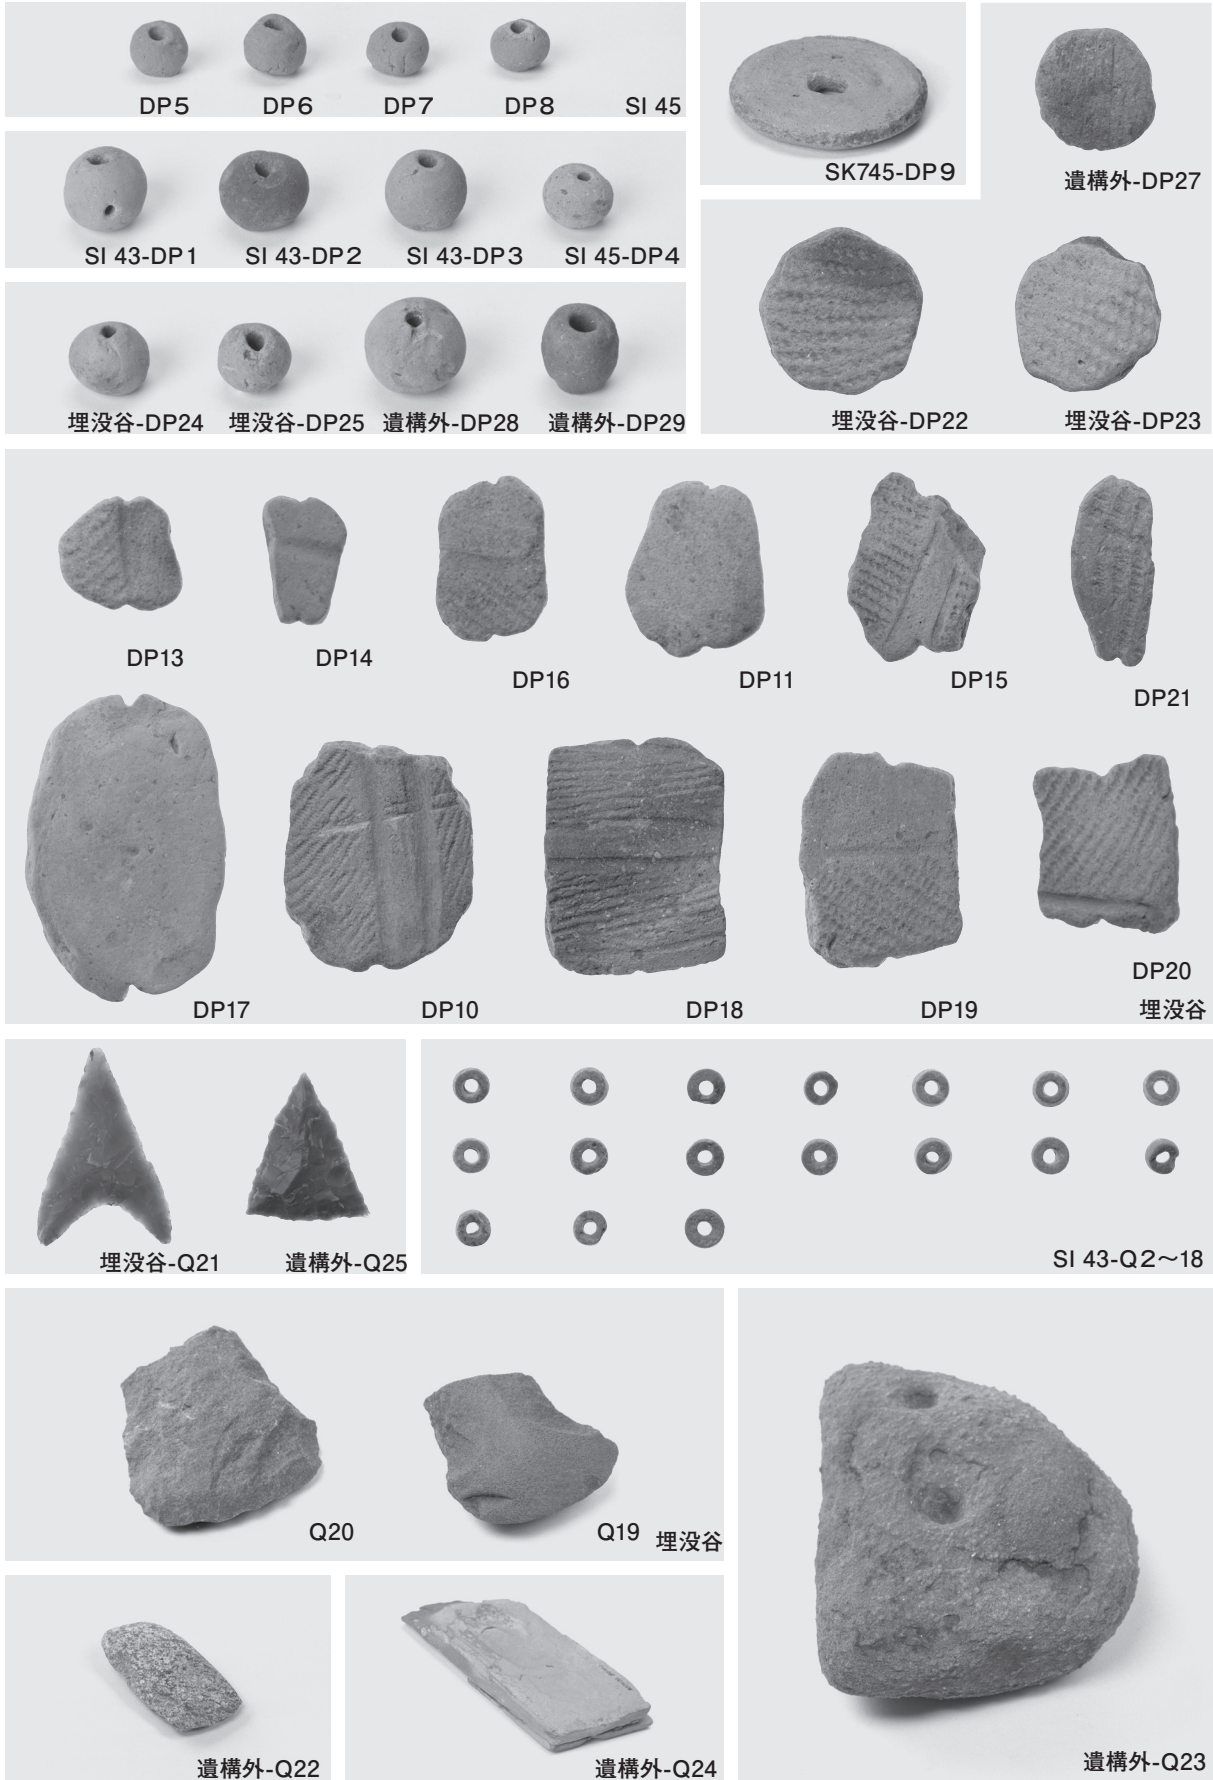 DP5 DP6 DP7 DP8 SI 45
SI 43-DP1 SI 43-DP2 SI 43-DP3 SI 45-DP4
埋没谷-DP24 埋没谷-DP25 遺構外-DP28 遺構外-DP29
SK745-DP9
遺構外-DP27
埋没谷-DP22 埋没谷-DP23
DP13 DP14 DP16 DP11 DP15 DP21
DP17 DP10 DP18 DP19 DP20
埋没谷
埋没谷-Q21 遺構外-Q25
SI 43-Q2～18
Q20 Q19 埋没谷
遺構外-Q22
遺構外-Q24
遺構外-Q23